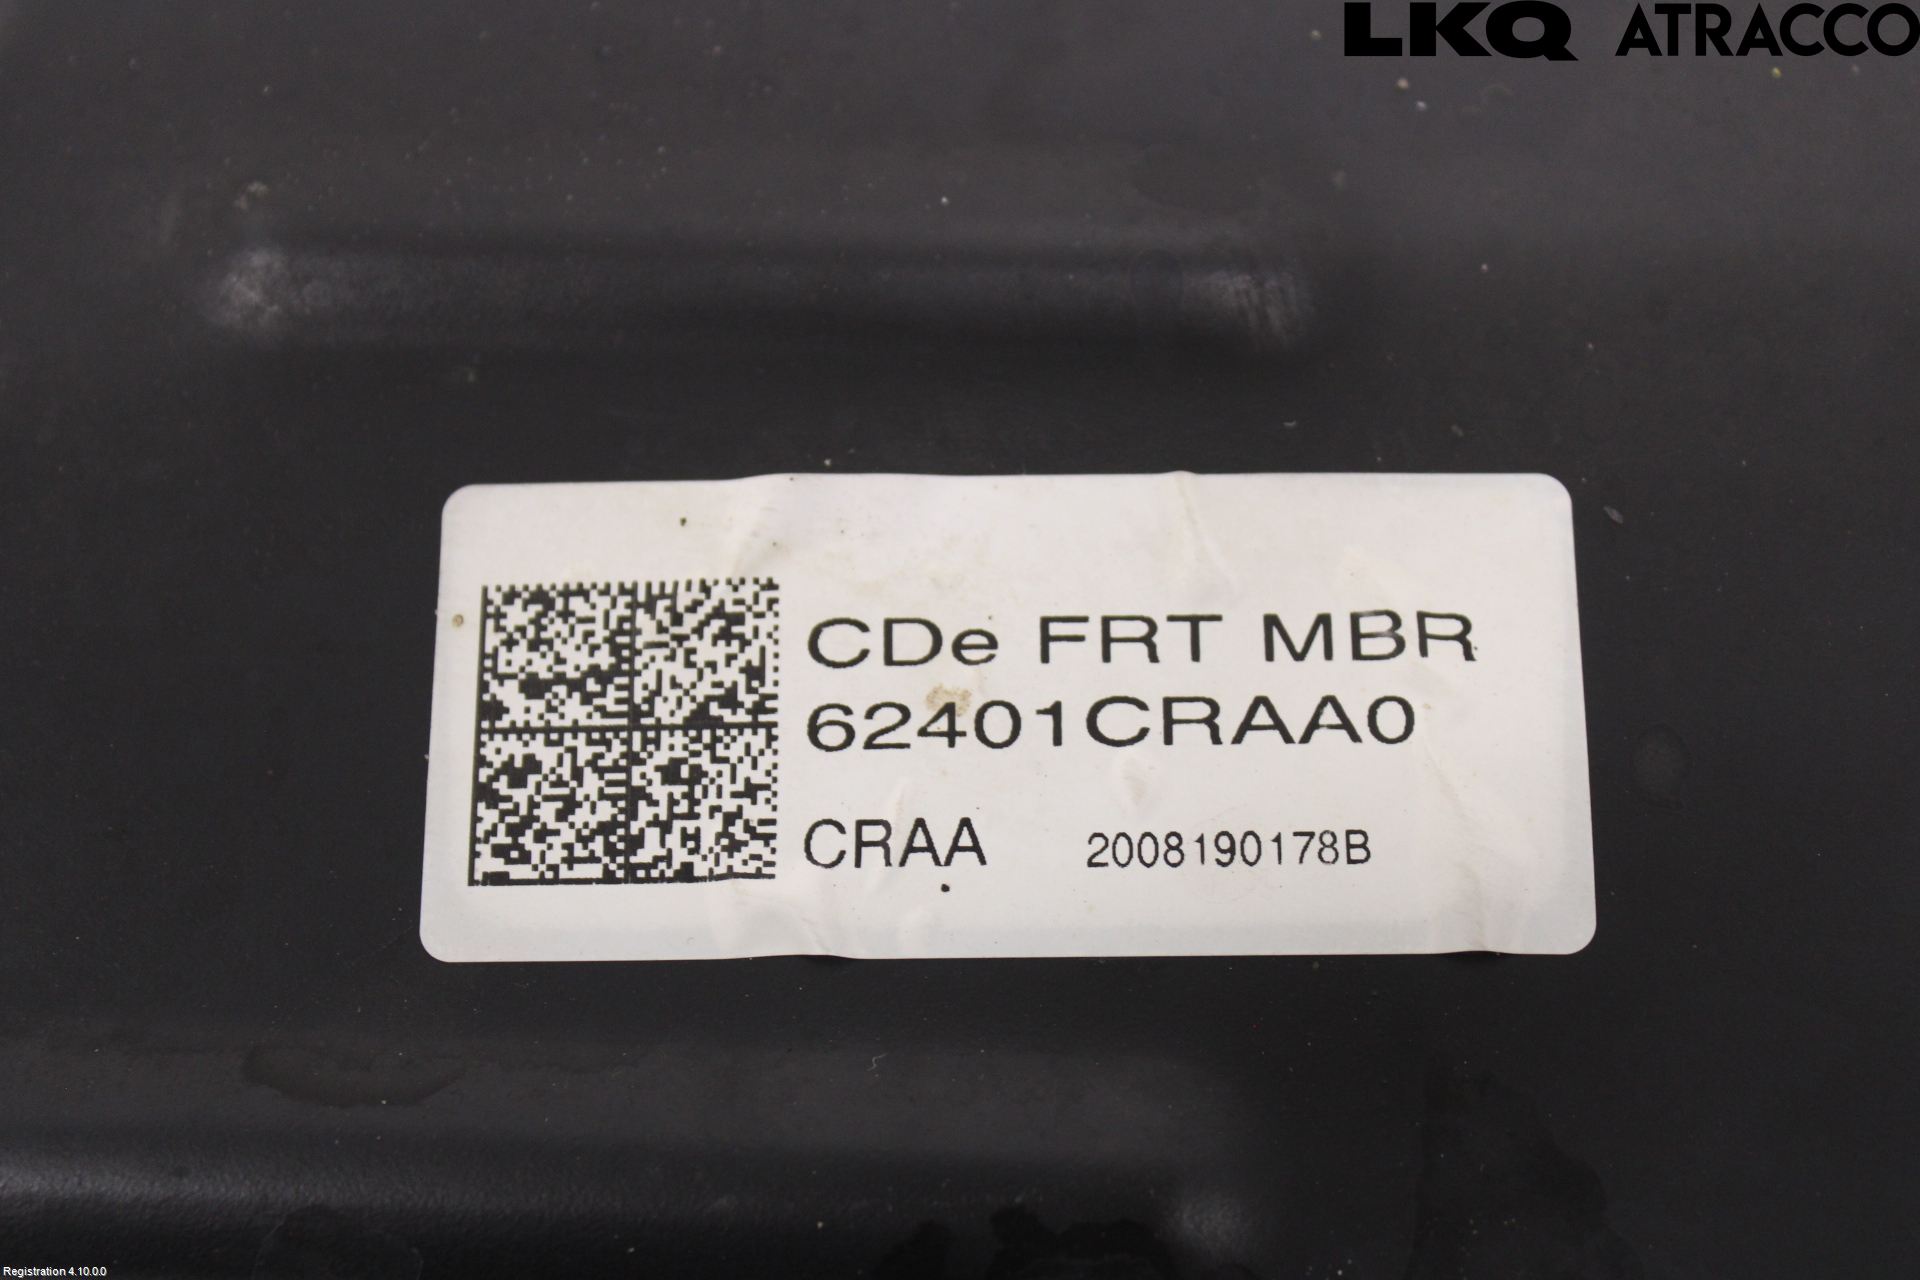 LKQ ATRACCO
CDe FRT MBR
62401CRAA0
CRAA 2008190178B
Registration 4.10.0.0